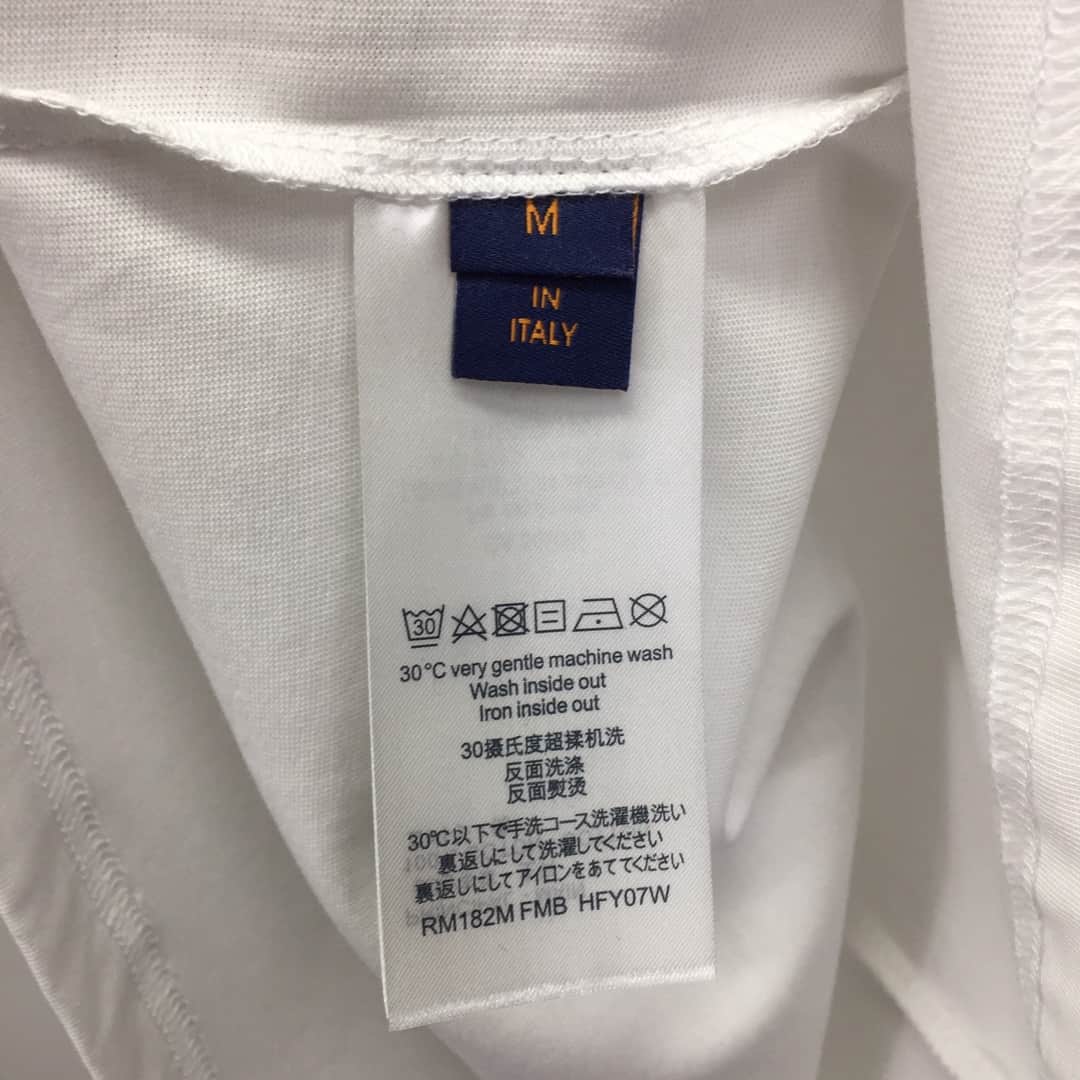 M
IN
ITALY
30
30°C very gentle machine wash
Wash inside out
Iron inside out
30摄氏度超揉机洗
反面洗涤
反面熨烫
30℃以下で手洗コース洗濯機洗い
裏返しにして洗濯してください
裏返しにしてアイロンをあててください
RM182M FMB HFY07W